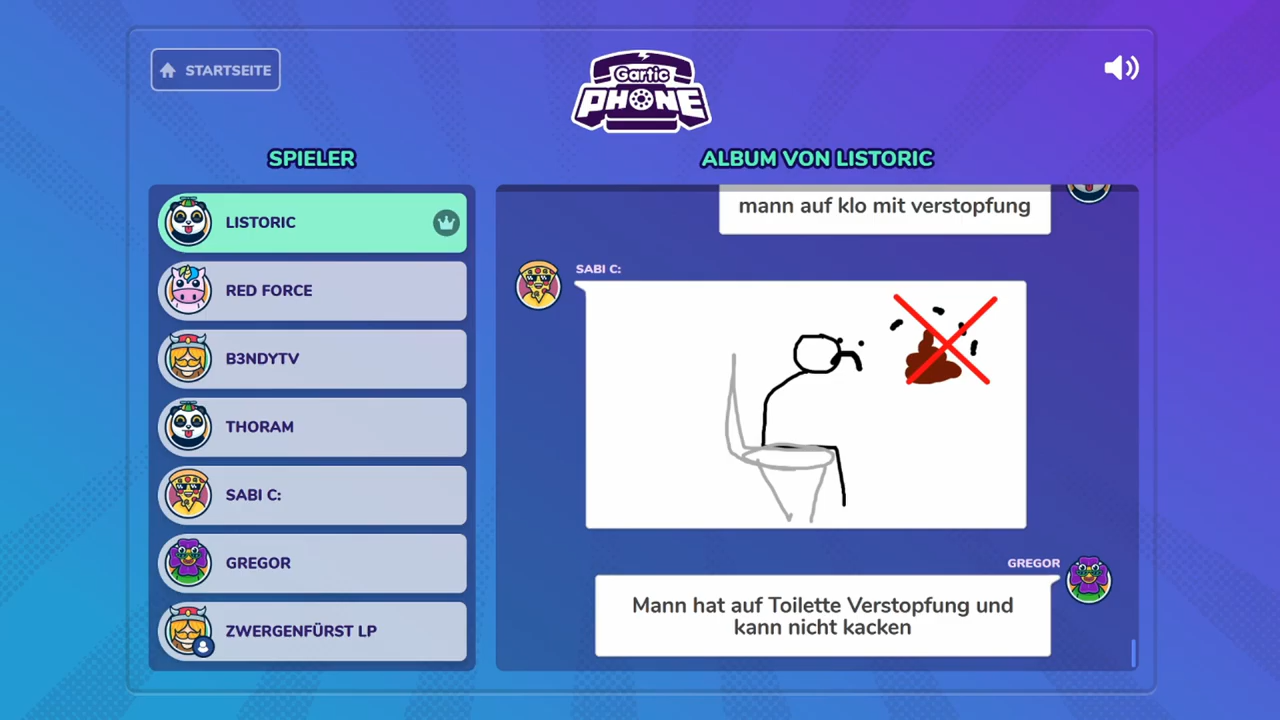 STARTSEITE
Gartic
PHONE
SPIELER
ALBUM VON LISTORIC
LISTORIC
RED FORCE
B3NDYTV
THORAM
SABI C:
GREGOR
ZWERGENFÜRST LP
mann auf klo mit verstopfung
SABI C:
GREGOR
Mann hat auf Toilette Verstopfung und
kann nicht kacken